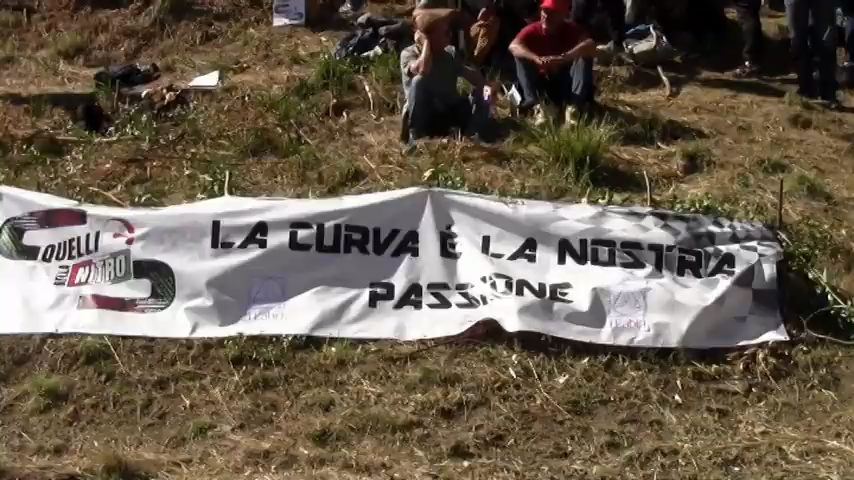 LA CURVA È LA NOSTRA
PASSIONE
QUELLI
NITRO